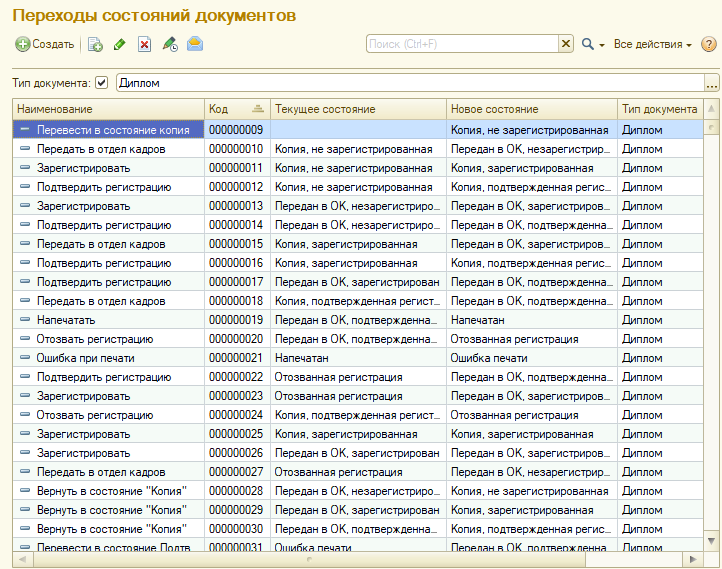 Переходы состояний документов
Создать Поиск (Ctrl+F) Все действия
Тип документа: Диплом ...
Наименование Код Текущее состояние Новое состояние Тип документа
Перевести в состояние копия 000000009 Копия, не зарегистрированная Диплом
Передать в отдел кадров 000000010 Копия, не зарегистрированная Передан в ОК, незарегистрир... Диплом
Зарегистрировать 000000011 Копия, не зарегистрированная Копия, зарегистрированная Диплом
Подтвердить регистрацию 000000012 Копия, не зарегистрированная Копия, подтвержденная регис... Диплом
Зарегистрировать 000000013 Передан в ОК, незарегистриро... Передан в ОК, зарегистриров... Диплом
Подтвердить регистрацию 000000014 Передан в ОК, незарегистриро... Передан в ОК, подтвержденна... Диплом
Передать в отдел кадров 000000015 Копия, зарегистрированная Передан в ОК, зарегистриров... Диплом
Подтвердить регистрацию 000000016 Копия, зарегистрированная Копия, подтвержденная регис... Диплом
Подтвердить регистрацию 000000017 Передан в ОК, зарегистрирован Передан в ОК, подтвержденна... Диплом
Передать в отдел кадров 000000018 Копия, подтвержденная регист... Передан в ОК, подтвержденна... Диплом
Напечатать 000000019 Передан в ОК, подтвержденна... Напечатан Диплом
Отозвать регистрацию 000000020 Передан в ОК, подтвержденна... Отозванная регистрация Диплом
Ошибка при печати 000000021 Напечатан Ошибка печати Диплом
Подтвердить регистрацию 000000022 Отозванная регистрация Передан в ОК, подтвержденна... Диплом
Зарегистрировать 000000023 Отозванная регистрация Передан в ОК, зарегистриров... Диплом
Отозвать регистрацию 000000024 Копия, подтвержденная регист... Отозванная регистрация Диплом
Зарегистрировать 000000025 Копия, зарегистрированная Копия, зарегистрированная Диплом
Зарегистрировать 000000026 Передан в ОК, зарегистрирован Передан в ОК, зарегистриров... Диплом
Передать в отдел кадров 000000027 Отозванная регистрация Передан в ОК, незарегистрир... Диплом
Вернуть в состояние "Копия" 000000028 Передан в ОК, незарегистриро... Копия, не зарегистрированная Диплом
Вернуть в состояние "Копия" 000000029 Передан в ОК, зарегистрирован Копия, зарегистрированная Диплом
Вернуть в состояние "Копия" 000000030 Передан в ОК, подтвержденна... Копия, подтвержденная регис... Диплом
Перевести в состояние Подтв... 000000031 Ошибка печати Передан в ОК, подтвержденна... Диплом